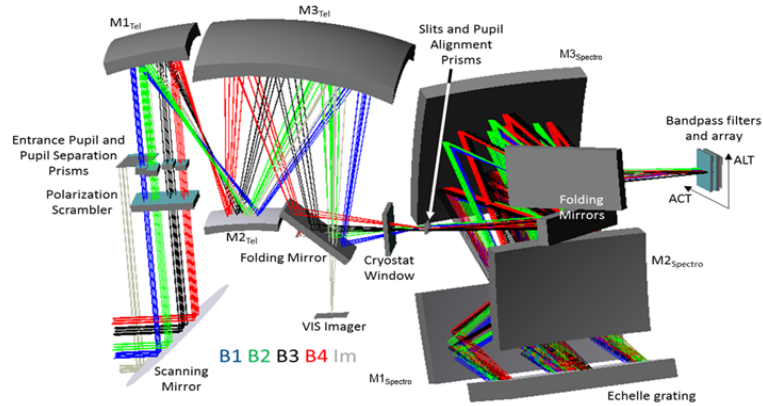 M1Tel
M3Tel
Slits and Pupil
Alignment
Prisms
M3Spectro
Bandpass filters
and array
ALT
ACT
Entrance Pupil and
Pupil Separation
Prisms
Polarization
Scrambler
Folding
Mirrors
M2Tel
Folding Mirror
Cryostat
Window
M2Spectro
VIS Imager
B1 B2 B3 B4 Im
Scanning
Mirror
M1Spectro
Echelle grating